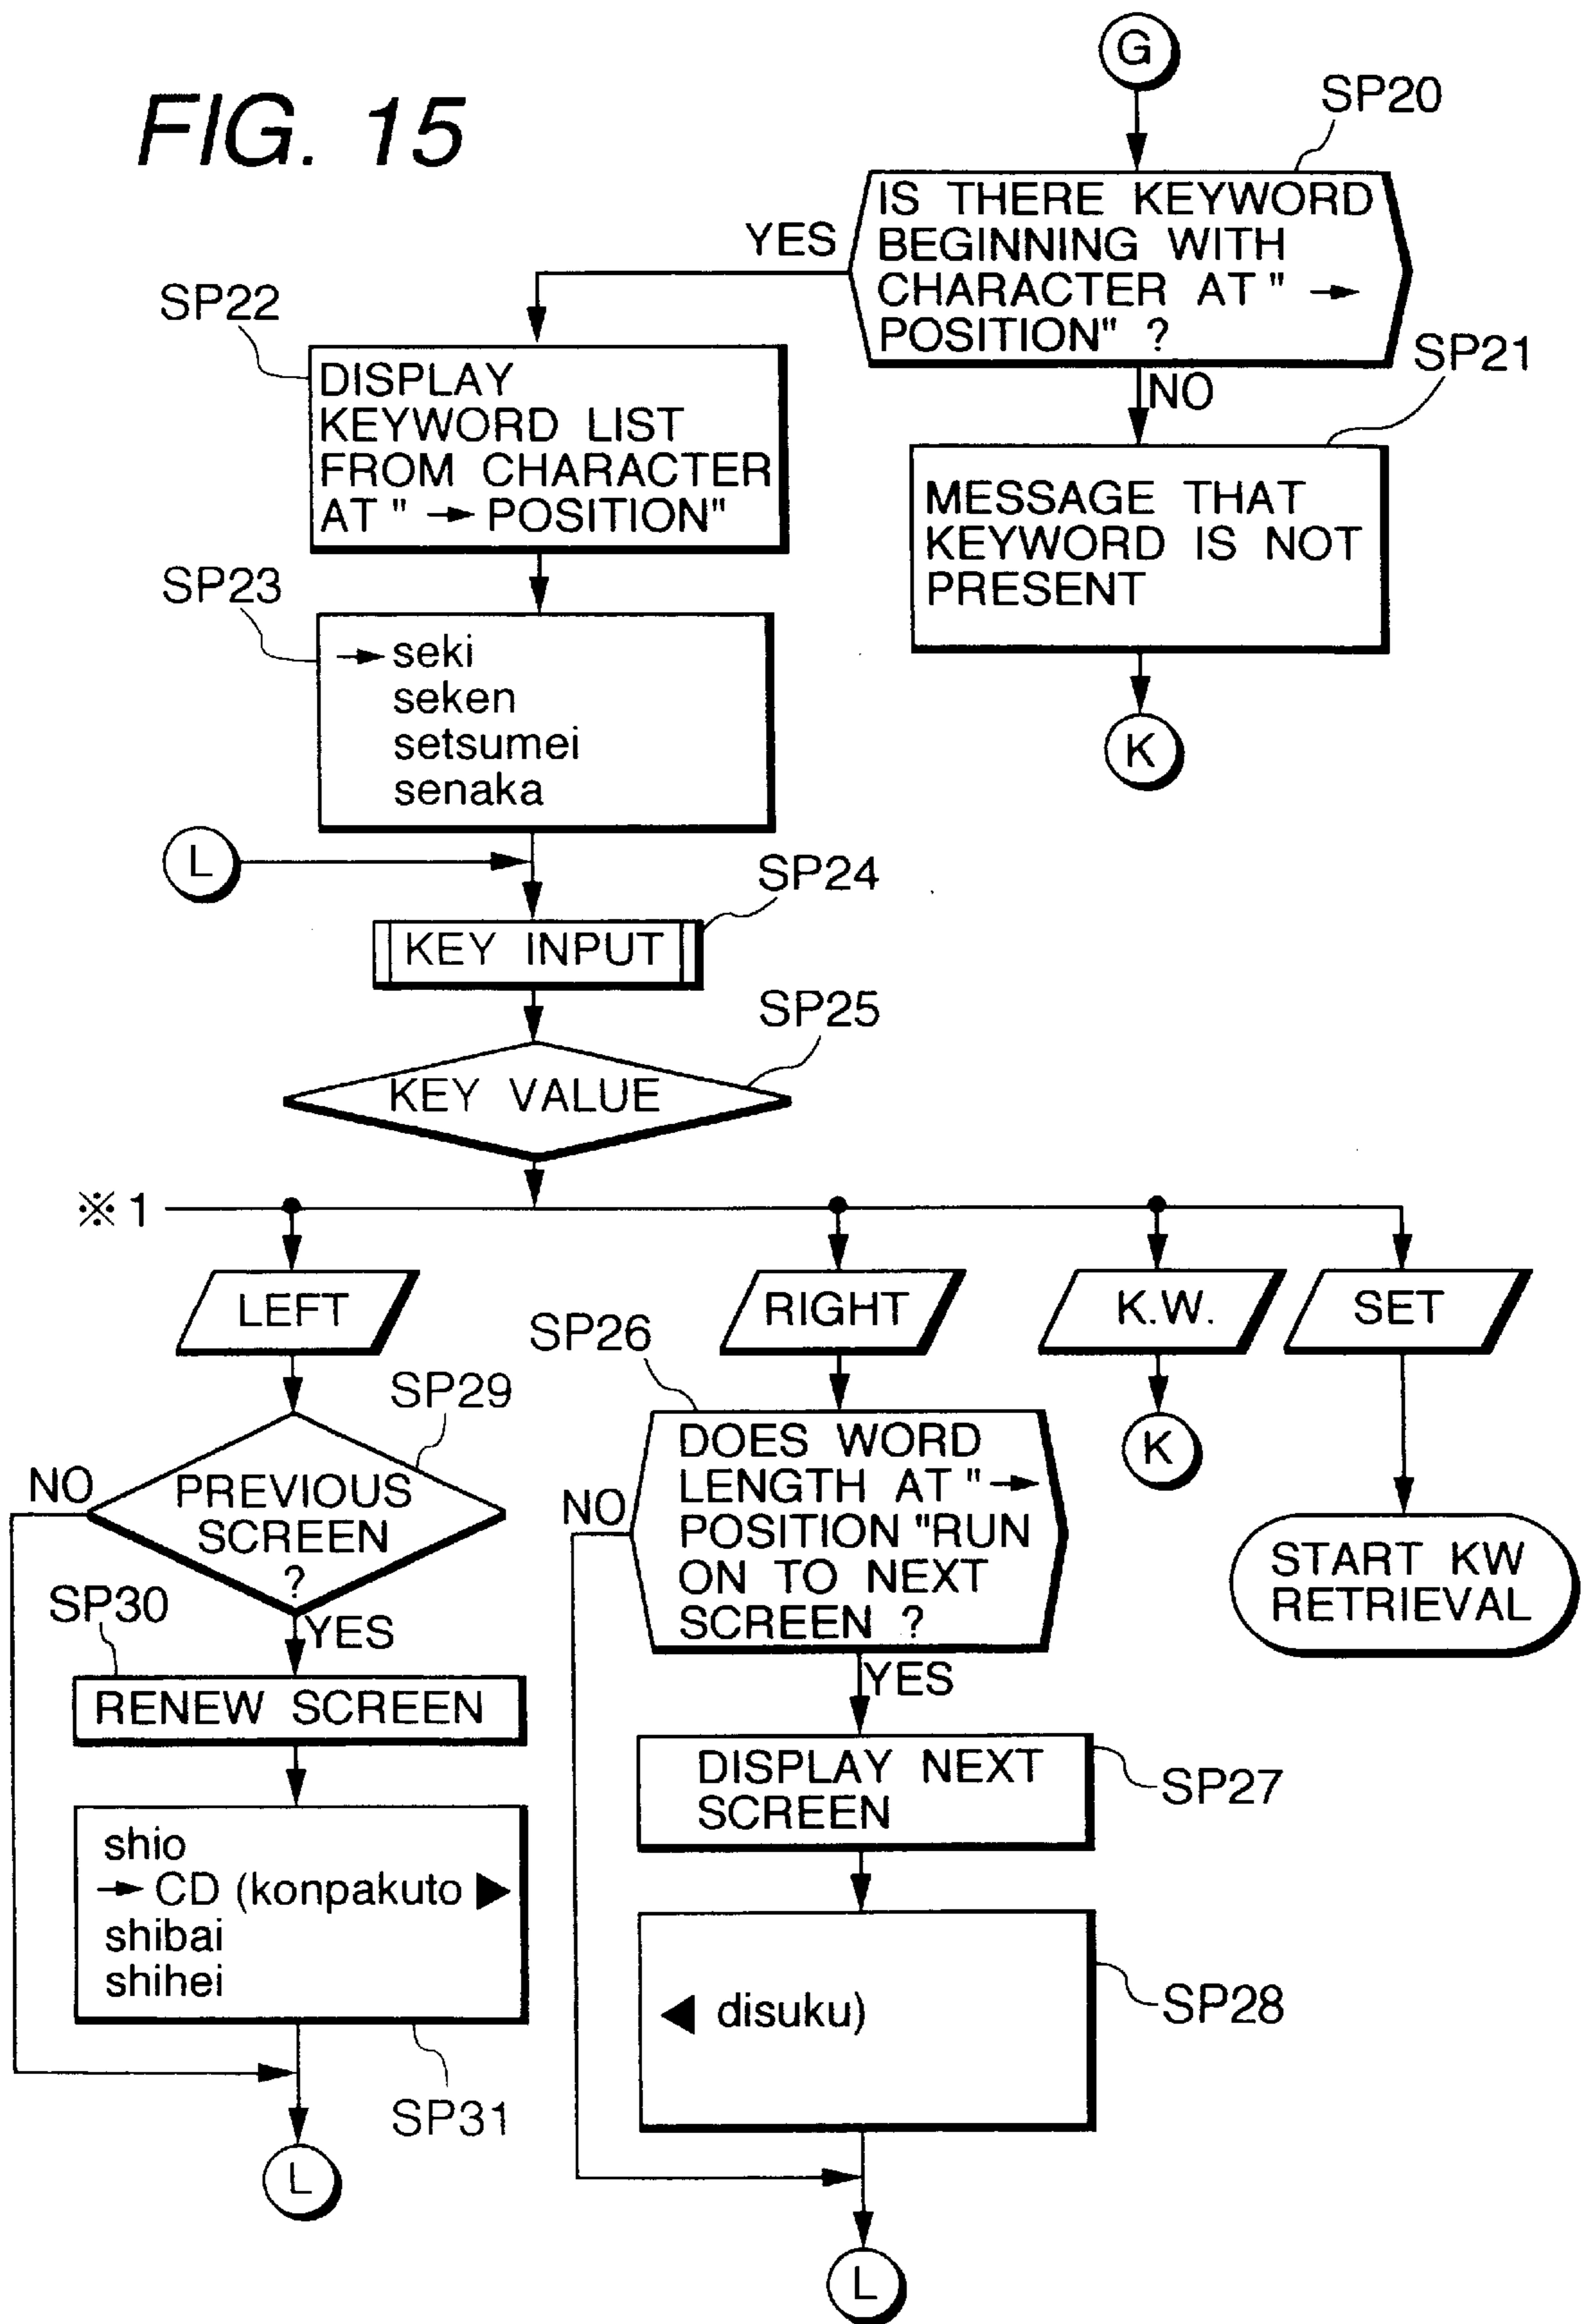 FIG. 15
G
SP20
IS THERE KEYWORD
BEGINNING WITH
CHARACTER AT " →
POSITION" ?
YES
NO
SP21
MESSAGE THAT
KEYWORD IS NOT
PRESENT
K
SP22
DISPLAY
KEYWORD LIST
FROM CHARACTER
AT " → POSITION"
SP23
→ seki
seken
setsumei
senaka
L
SP24
KEY INPUT
SP25
KEY VALUE
※1
LEFT
RIGHT
K.W.
SET
SP29
PREVIOUS
SCREEN
?
NO
YES
SP30
RENEW SCREEN
shio
→ CD (konpakuto ▶
shibai
shihei
SP31
L
SP26
DOES WORD
LENGTH AT " →
POSITION "RUN
ON TO NEXT
SCREEN ?
NO
YES
DISPLAY NEXT
SCREEN
SP27
◀ disuku)
SP28
L
K
START KW
RETRIEVAL